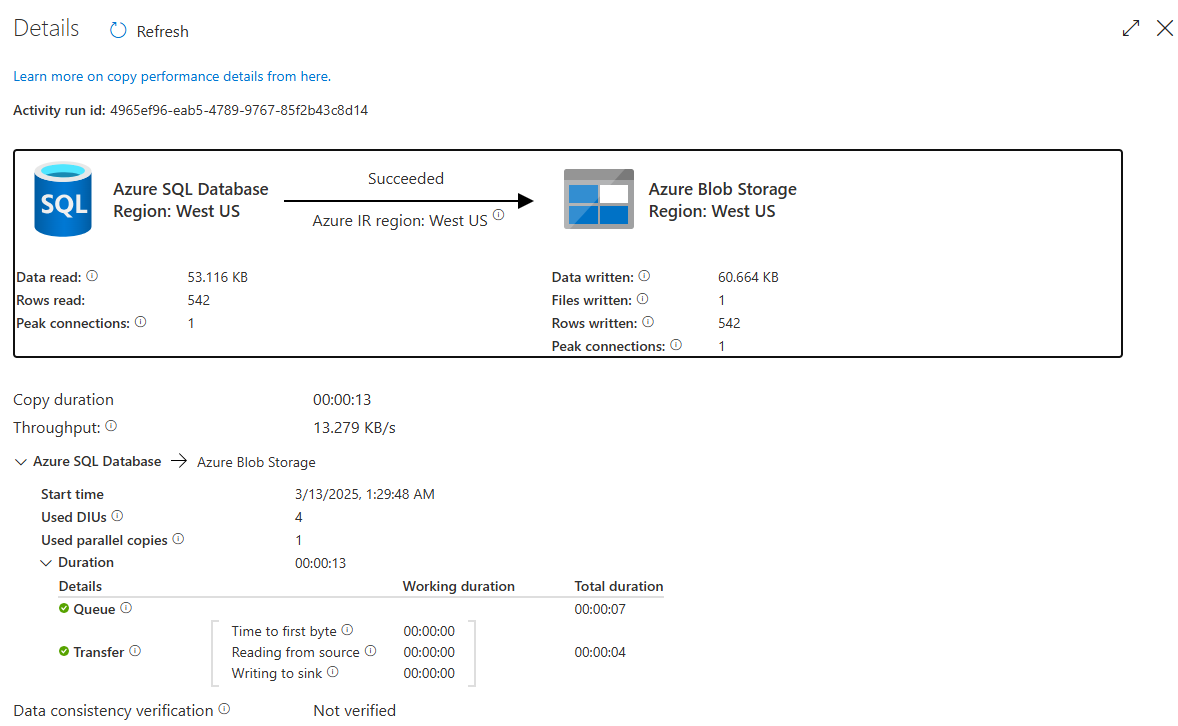 Details Refresh
Learn more on copy performance details from here.
Activity run id: 4965ef96-eab5-4789-9767-85f2b43c8d14
SQL
Azure SQL Database
Region: West US
Succeeded
Azure IR region: West US
Azure Blob Storage
Region: West US
Data read: 53.116 KB
Rows read: 542
Peak connections: 1
Data written: 60.664 KB
Files written: 1
Rows written: 542
Peak connections: 1
Copy duration 00:00:13
Throughput: 13.279 KB/s
Azure SQL Database → Azure Blob Storage
Start time 3/13/2025, 1:29:48 AM
Used DIUs 4
Used parallel copies 1
Duration 00:00:13
Details Working duration Total duration
Queue 00:00:07
Time to first byte 00:00:00
Transfer Reading from source 00:00:00 00:00:04
Writing to sink 00:00:00
Data consistency verification Not verified